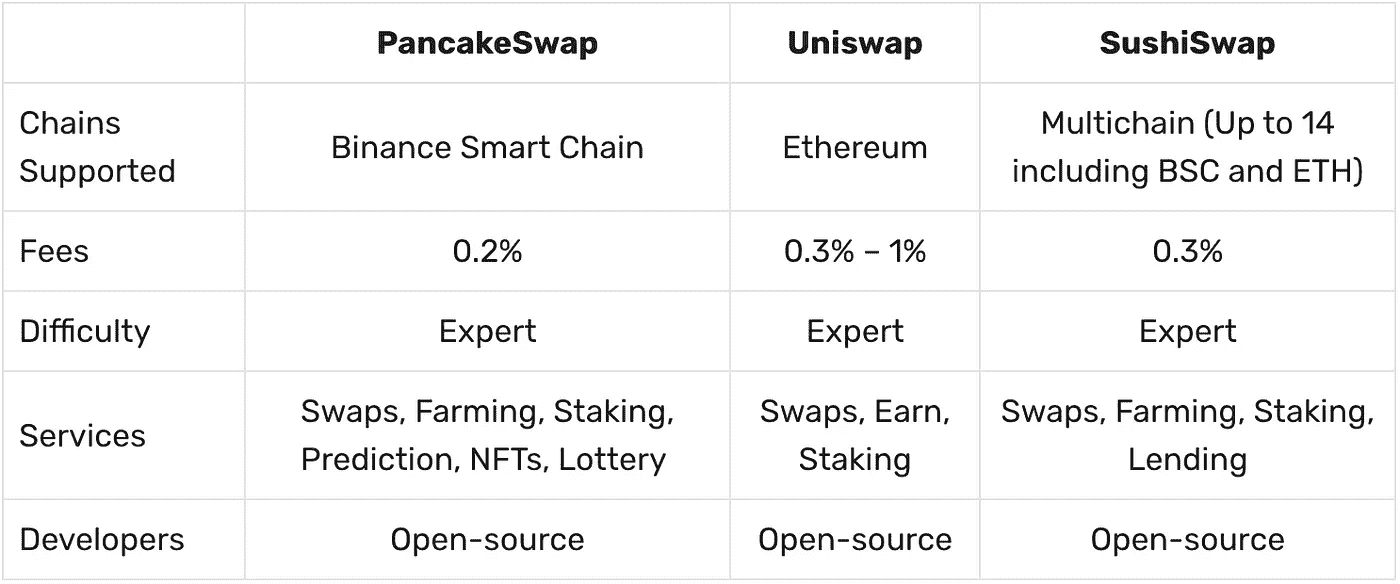 PancakeSwap Uniswap SushiSwap
Chains Supported Binance Smart Chain Ethereum Multichain (Up to 14 including BSC and ETH)
Fees 0.2% 0.3% – 1% 0.3%
Difficulty Expert Expert Expert
Services Swaps, Farming, Staking, Prediction, NFTs, Lottery Swaps, Earn, Staking Swaps, Farming, Staking, Lending
Developers Open-source Open-source Open-source